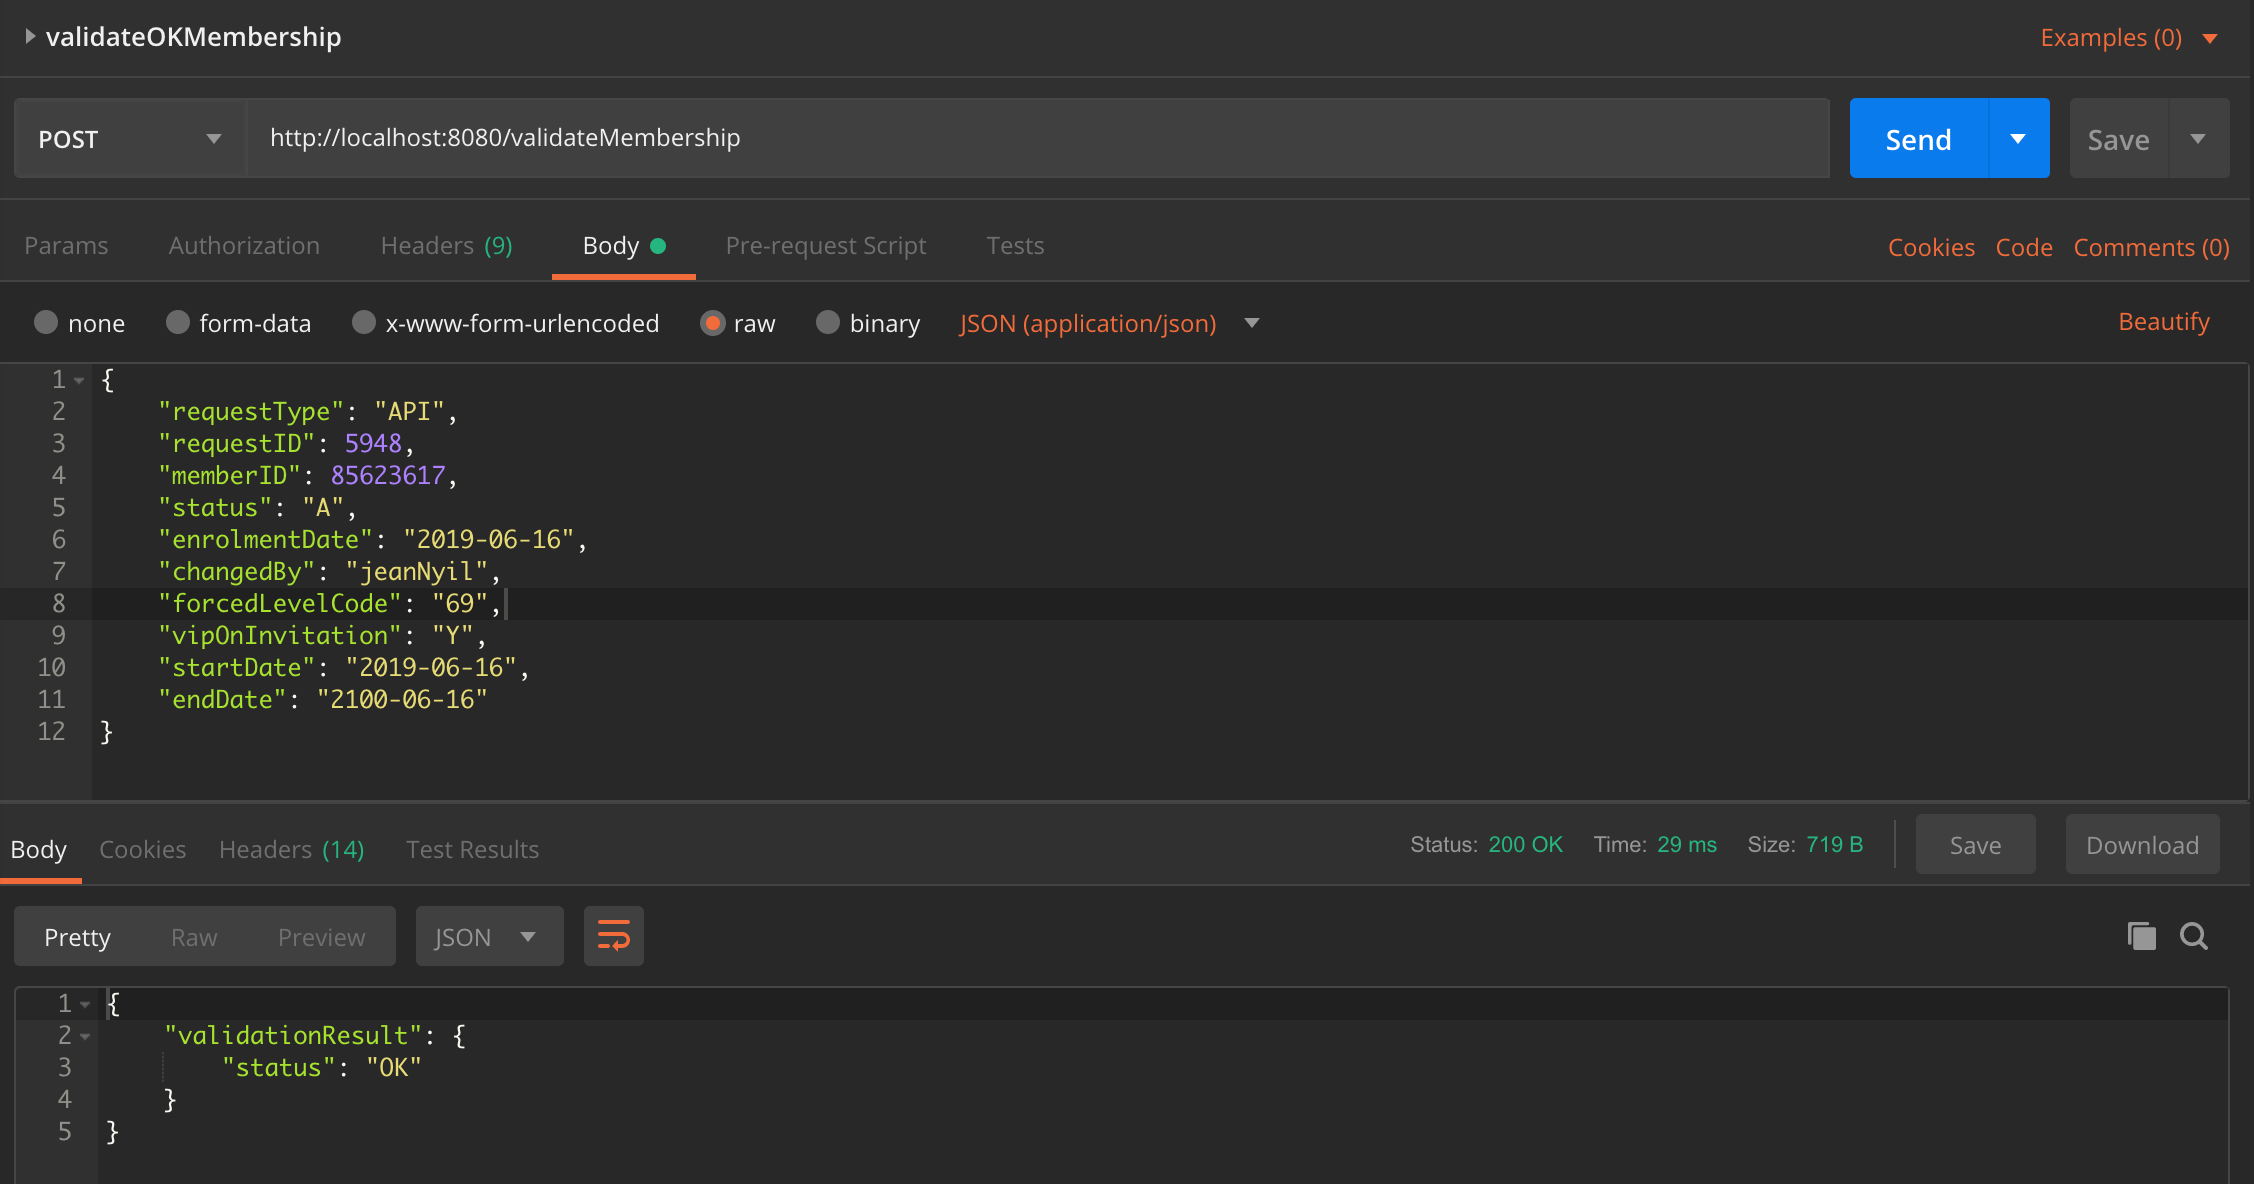 validateOKMembership
Examples (0)
POST
http://localhost:8080/validateMembership
Send
Save
Params Authorization Headers (9) Body Pre-request Script Tests
Cookies Code Comments (0)
none form-data x-www-form-urlencoded raw binary JSON (application/json)
Beautify
1 {
2 "requestType": "API",
3 "requestID": 5948,
4 "memberID": 85623617,
5 "status": "A",
6 "enrolmentDate": "2019-06-16",
7 "changedBy": "jeanNyil",
8 "forcedLevelCode": "69",
9 "vipOnInvitation": "Y",
10 "startDate": "2019-06-16",
11 "endDate": "2100-06-16"
12 }
Body Cookies Headers (14) Test Results
Status: 200 OK Time: 29 ms Size: 719 B
Save
Download
Pretty Raw Preview
JSON
1 {
2 "validationResult": {
3 "status": "OK"
4 }
5 }